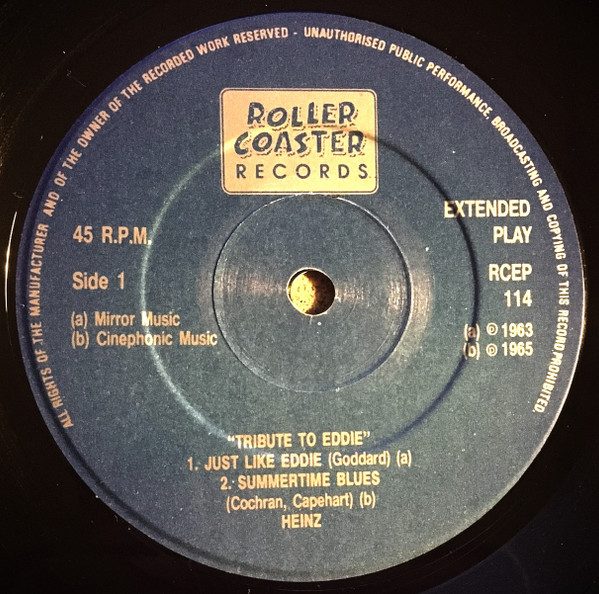 ALL RIGHTS OF THE MANUFACTURER AND OF THE OWNER OF THE RECORDED WORK RESERVED - UNAUTHORISED PUBLIC PERFORMANCE, BROADCASTING AND COPYING OF THIS RECORD PROHIBITED.
ROLLER
COASTER
RECORDS
45 R.P.M.
Side 1
(a) Mirror Music
(b) Cinephonic Music
EXTENDED
PLAY
RCEP
114
(a) ℗ 1963
(b) ℗ 1965
"TRIBUTE TO EDDIE"
1. JUST LIKE EDDIE (Goddard) (a)
2. SUMMERTIME BLUES
(Cochran, Capehart) (b)
HEINZ